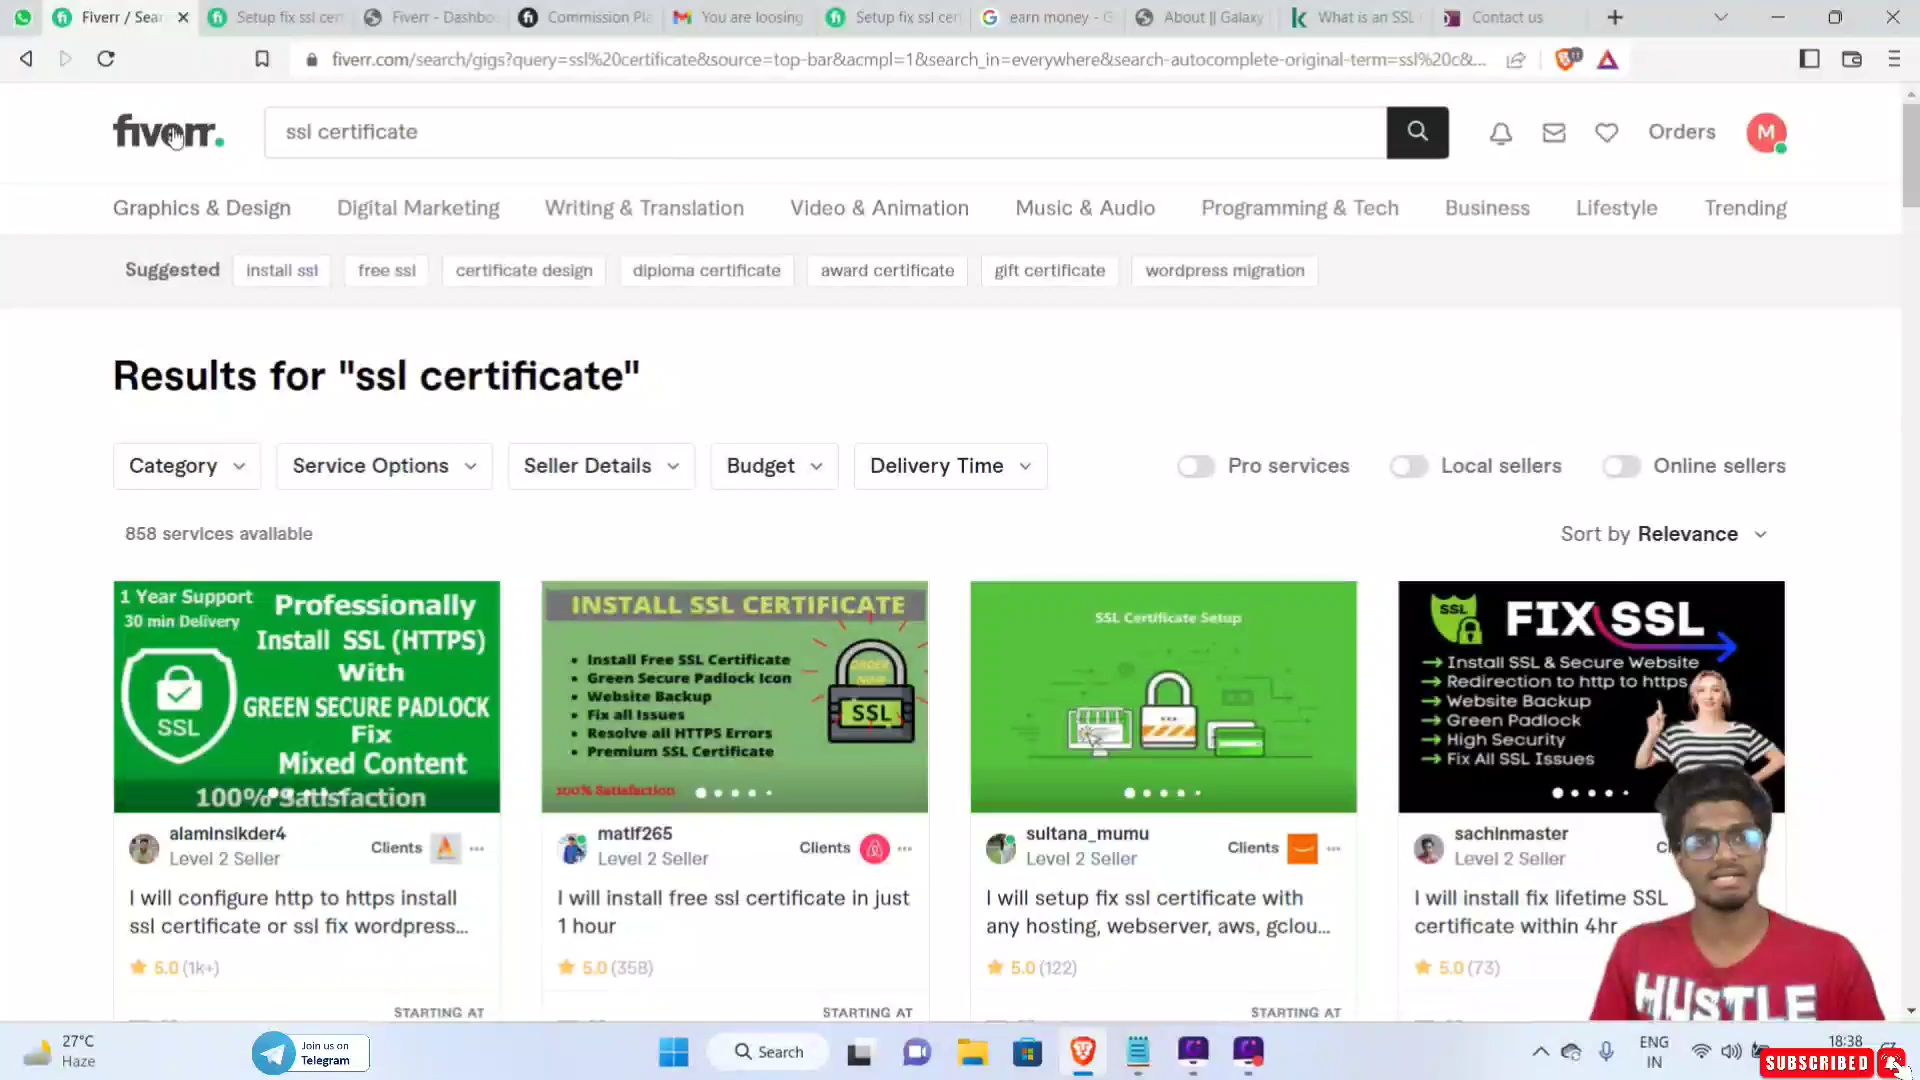 Fiverr / Sear
Setup fix ssl cert
Fiverr - Dashbo
Commission Pla
You are loosing
Setup fix ssl cert
earn money - G
About || Galaxy
What is an SSL
Contact us
fiverr.com/search/gigs?query=ssl%20certificate&source=top-bar&acmpl=1&search_in=everywhere&search-autocomplete-original-term=ssl%20c&...
fiverr.
ssl certificate
Orders
M
Graphics & Design
Digital Marketing
Writing & Translation
Video & Animation
Music & Audio
Programming & Tech
Business
Lifestyle
Trending
Suggested
install ssl
free ssl
certificate design
diploma certificate
award certificate
gift certificate
wordpress migration
Results for "ssl certificate"
Category
Service Options
Seller Details
Budget
Delivery Time
Pro services
Local sellers
Online sellers
858 services available
Sort by Relevance
1 Year Support
30 min Delivery
Professionally
Install SSL (HTTPS)
With
GREEN SECURE PADLOCK
Fix
Mixed Content
100% Satisfaction
SSL
INSTALL SSL CERTIFICATE
• Install Free SSL Certificate
• Green Secure Padlock Icon
• Website Backup
• Fix all Issues
• Resolve all HTTPS Errors
• Premium SSL Certificate
100% Satisfaction
ORDER
NOW
SSL
SSL Certificate Setup
SSL
FIX SSL
Install SSL & Secure Website
Redirection to http to https
Website Backup
Green Padlock
High Security
Fix All SSL Issues
alaminsikder4
Level 2 Seller
Clients
matif265
Level 2 Seller
Clients
sultana_mumu
Level 2 Seller
Clients
sachinmaster
Level 2 Seller
I will configure http to https install
ssl certificate or ssl fix wordpress...
I will install free ssl certificate in just
1 hour
I will setup fix ssl certificate with
any hosting, webserver, aws, gclou...
I will install fix lifetime SSL
certificate within 4hr
5.0 (1k+)
5.0 (358)
5.0 (122)
5.0 (73)
STARTING AT
STARTING AT
STARTING AT
HUSTLE
27°C
Haze
Join us on
Telegram
Search
ENG
IN
18:38
SUBSCRIBED